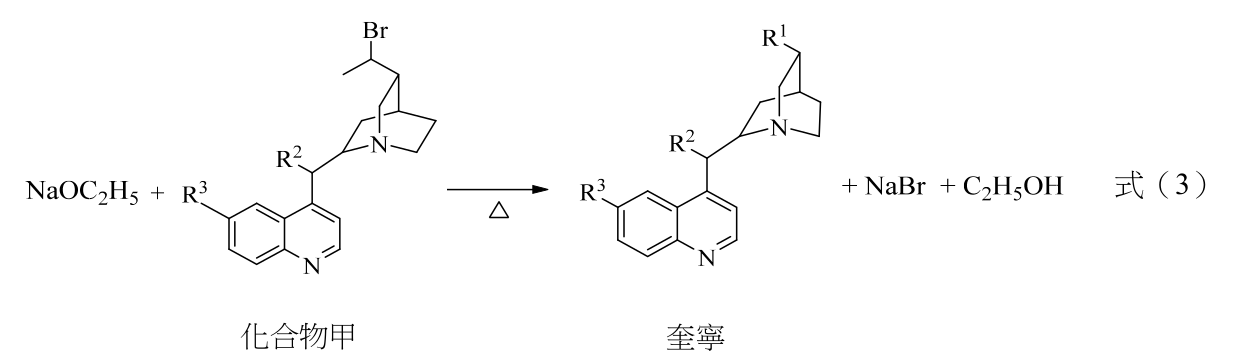 Br
R¹
R²
N
R²
N
NaOC₂H₅ + R³
△
R³
+ NaBr + C₂H₅OH 式（3）
N
N
化合物甲
奎寧